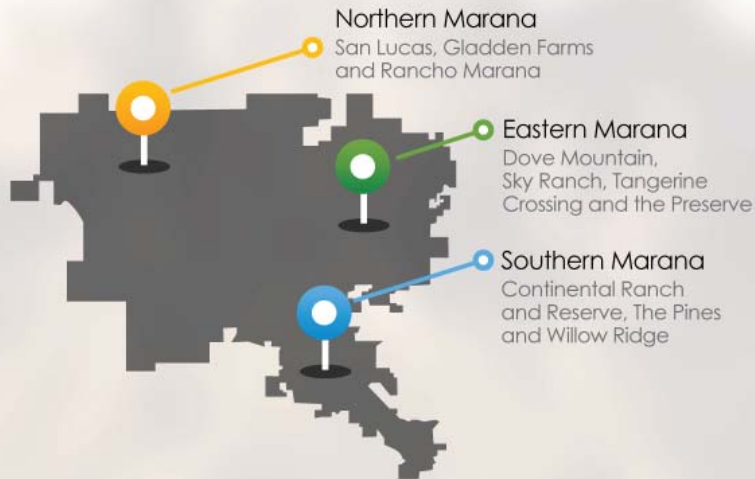 Northern Marana
San Lucas, Gladden Farms
and Rancho Marana
Eastern Marana
Dove Mountain,
Sky Ranch, Tangerine
Crossing and the Preserve
Southern Marana
Continental Ranch
and Reserve, The Pines
and Willow Ridge